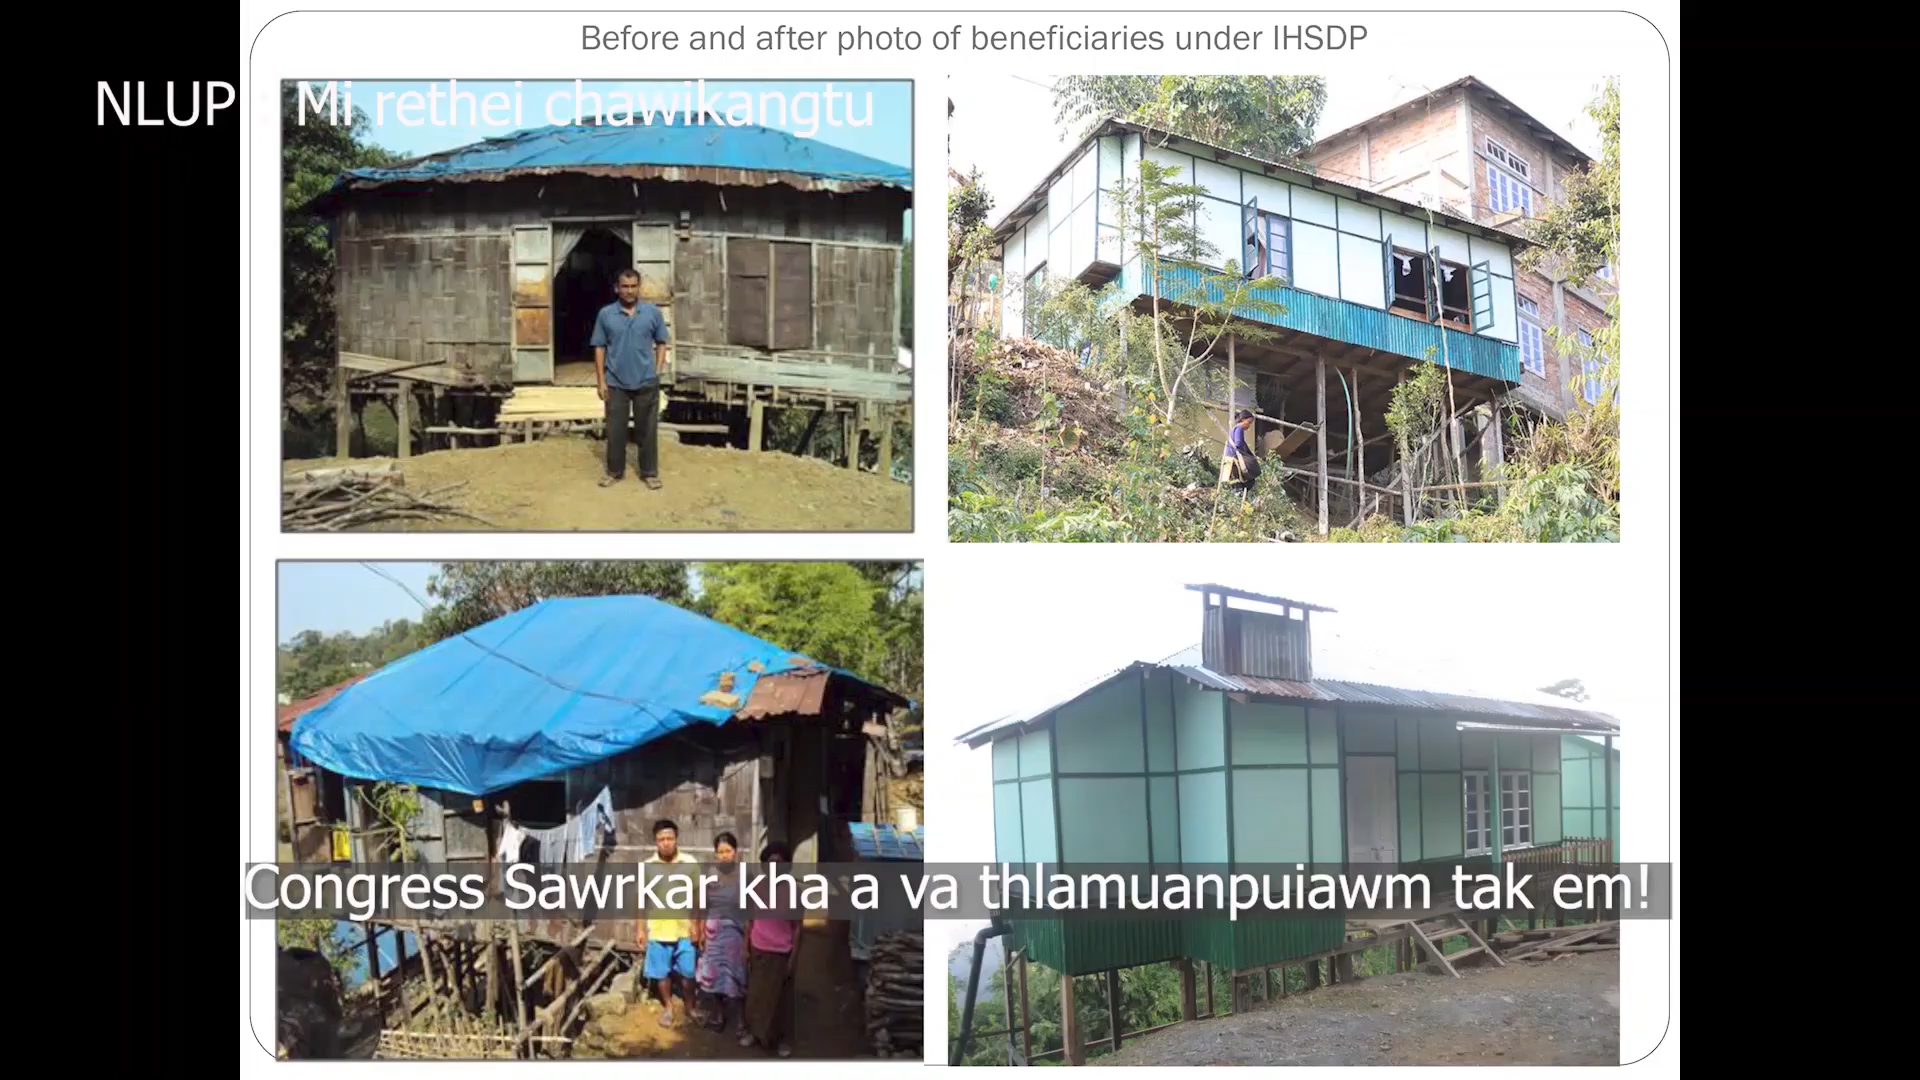 Before and after photo of beneficiaries under IHSDP
NLUP : Mi rethei chawikangtu
Congress Sawrkar kha a va thlamuanpuiawm tak em!